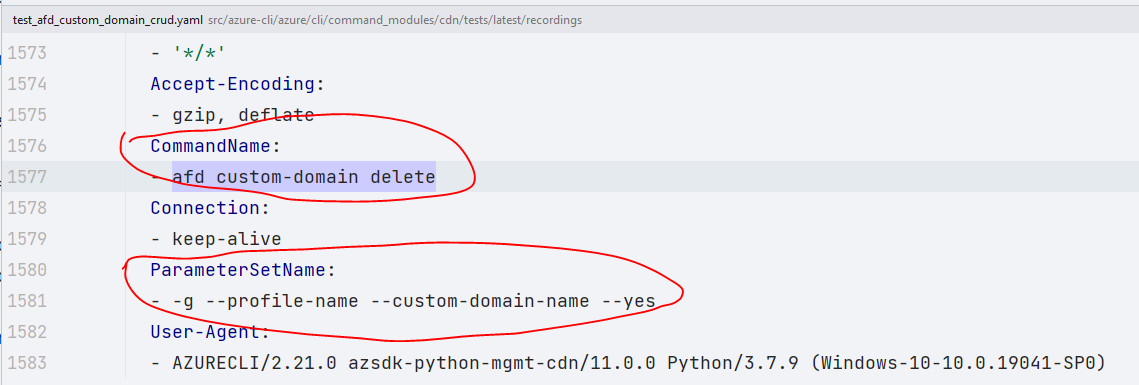 test_afd_custom_domain_crud.yaml src/azure-cli/azure/cli/command_modules/cdn/tests/latest/recordings
1573 - '*/*'
1574 Accept-Encoding:
1575 - gzip, deflate
1576 CommandName:
1577 - afd custom-domain delete
1578 Connection:
1579 - keep-alive
1580 ParameterSetName:
1581 - -g --profile-name --custom-domain-name --yes
1582 User-Agent:
1583 - AZURECLI/2.21.0 azsdk-python-mgmt-cdn/11.0.0 Python/3.7.9 (Windows-10-10.0.19041-SP0)